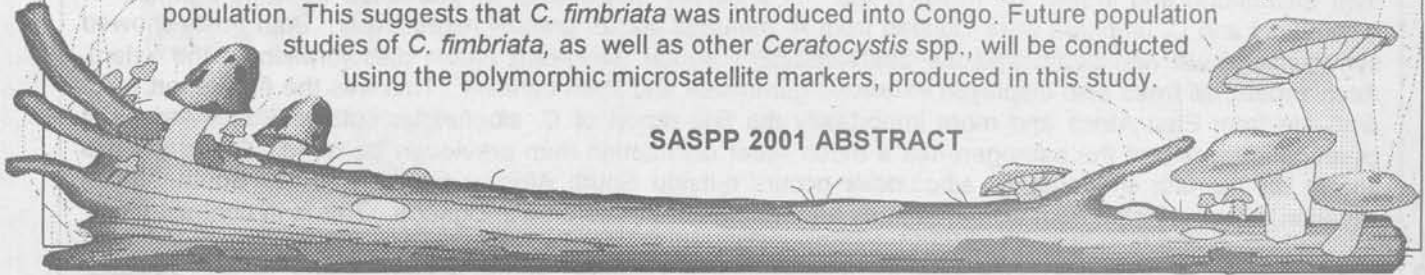 population. This suggests that C. fimbriata was introduced into Congo. Future population
studies of C. fimbriata, as well as other Ceratocystis spp., will be conducted
using the polymorphic microsatellite markers, produced in this study.
SASPP 2001 ABSTRACT